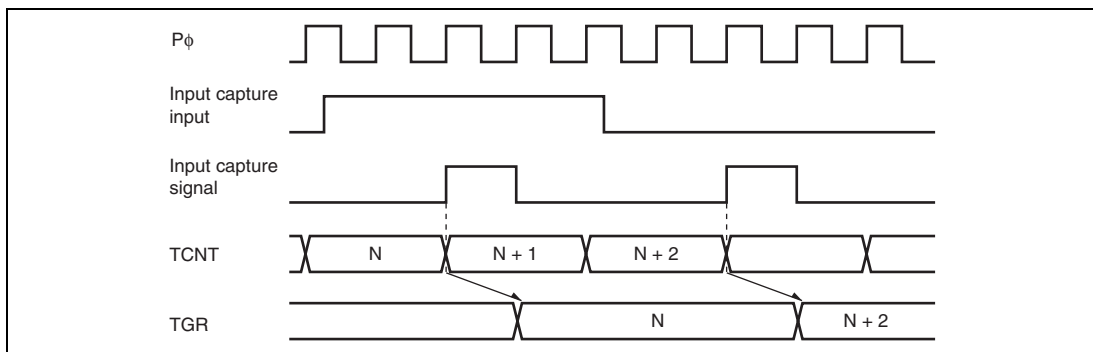 Pφ
Input capture
input
Input capture
signal
TCNT
N
N + 1
N + 2
TGR
N
N + 2